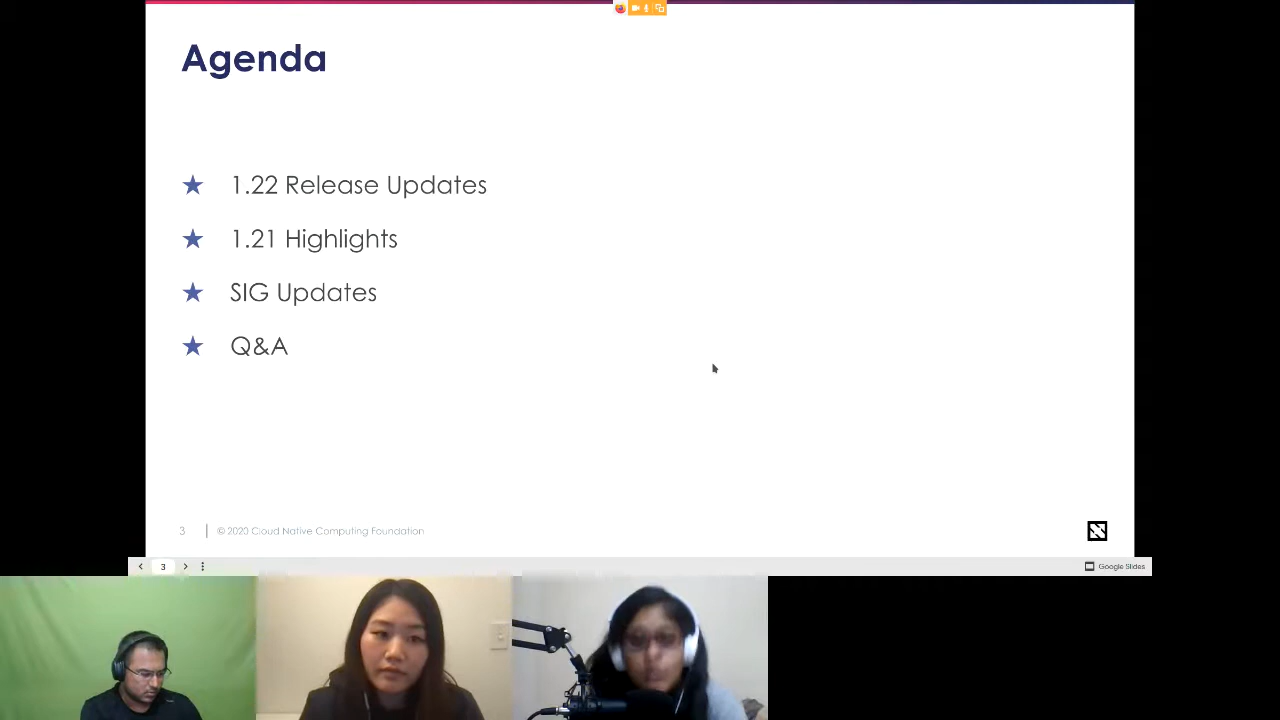 Agenda
★ 1.22 Release Updates
★ 1.21 Highlights
★ SIG Updates
★ Q&A
3 | © 2020 Cloud Native Computing Foundation
3
Google Slides